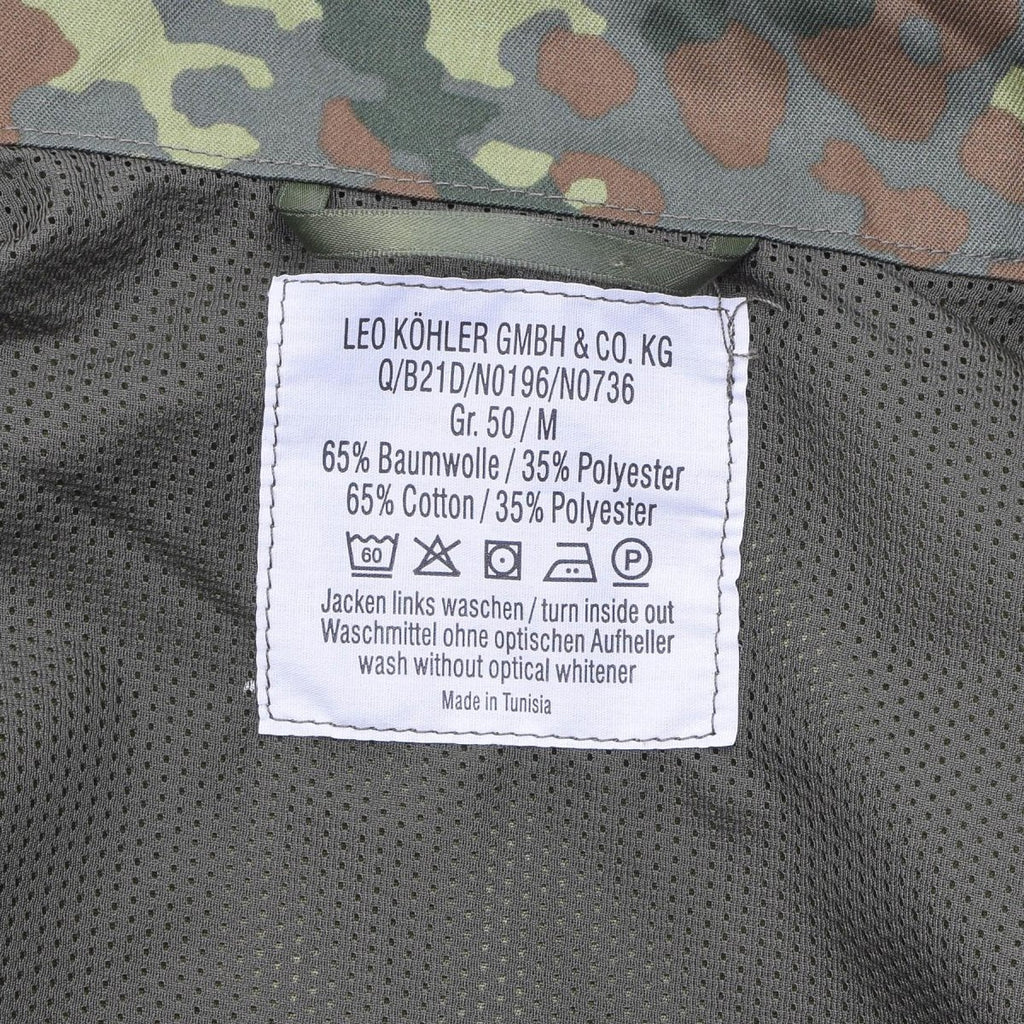 LEO KÖHLER GMBH & CO. KG
Q/B21D/N0196/N0736
Gr. 50 / M
65% Baumwolle / 35% Polyester
65% Cotton / 35% Polyester
60 P
Jacken links waschen / turn inside out
Waschmittel ohne optischen Aufheller
wash without optical whitener
Made in Tunisia